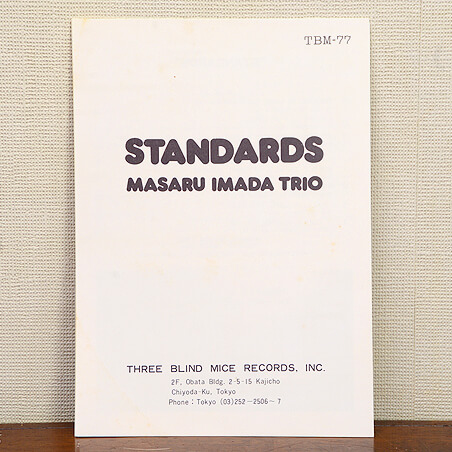 TBM-77
STANDARDS
MASARU IMADA TRIO
THREE BLIND MICE RECORDS, INC.
2F, Obata Bldg. 2-5-15 Kajicho
Chiyoda-Ku, Tokyo
Phone : Tokyo (03)252-2506~7